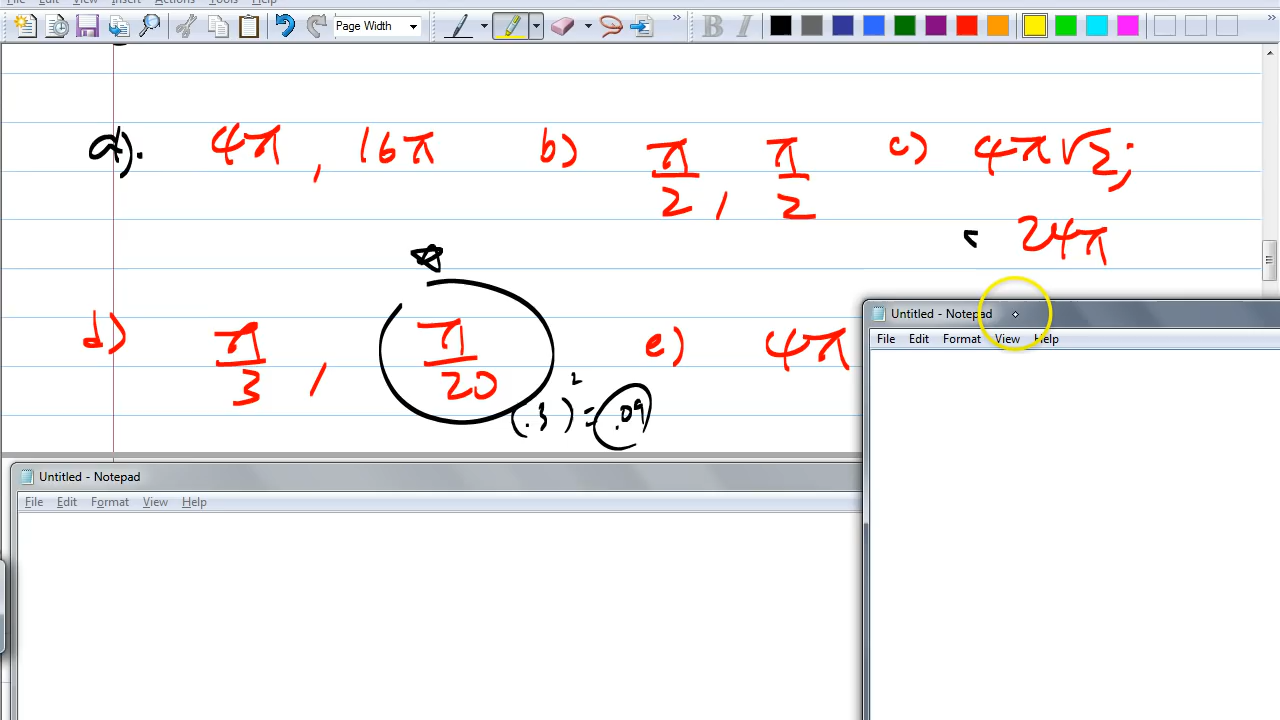 File Edit View Insert Actions Tools Help
Page Width
a). 4π, 16π b) π/2, π/2 c) 4π√2;
24π
d) π/3, π/20 e) 4π
(.3)² = .09
Untitled - Notepad
File Edit Format View Help
Untitled - Notepad
File Edit Format View Help